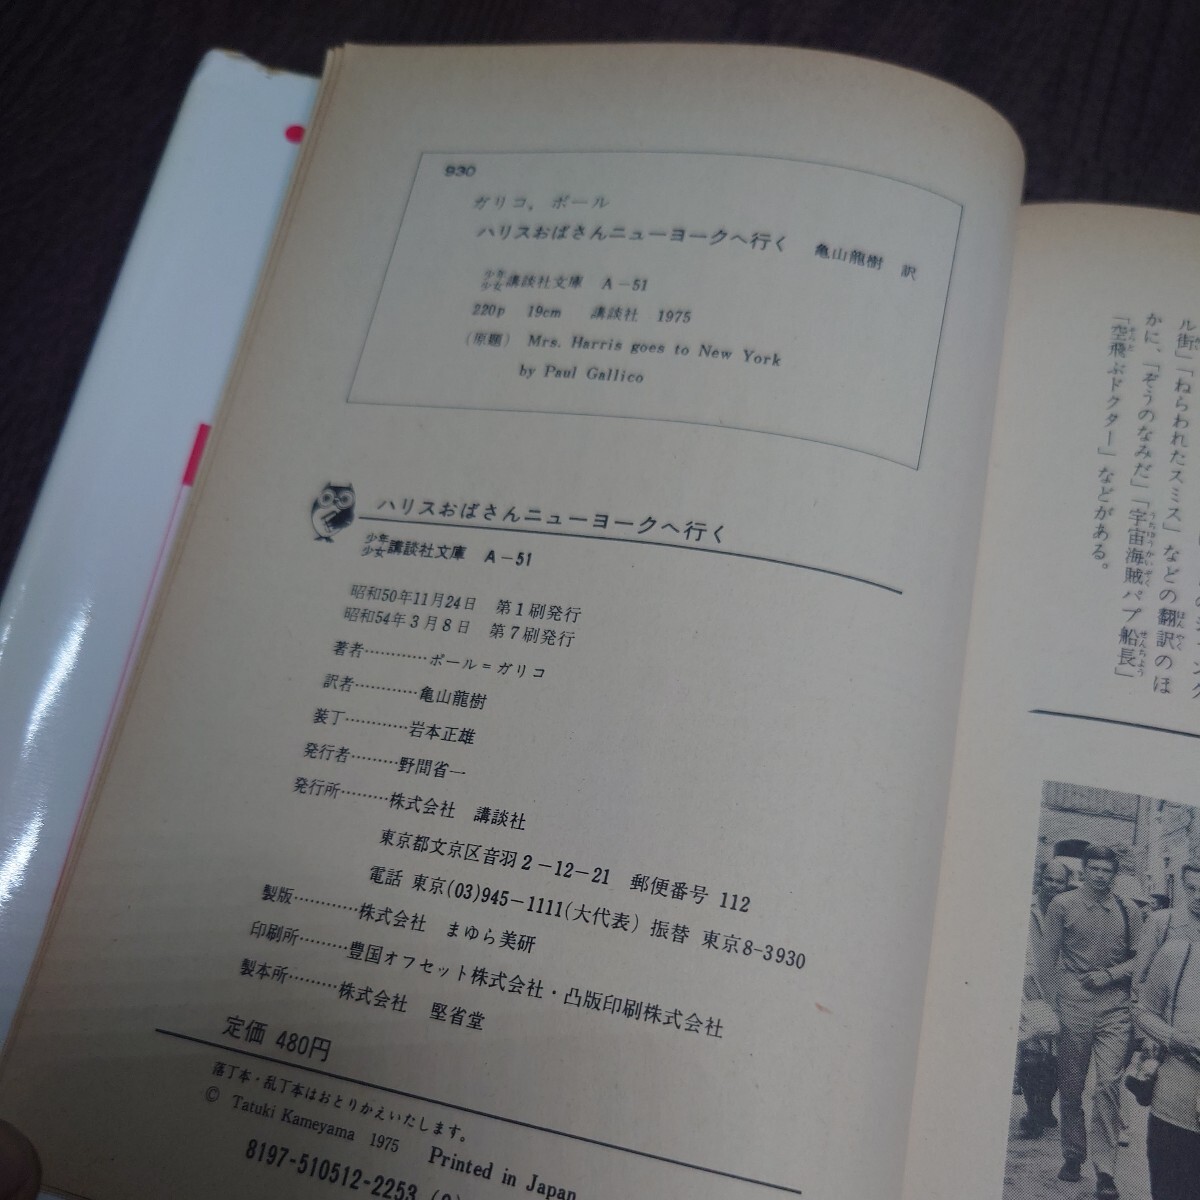 930
ガリコ、ポール
ハリスおばさんニューヨークへ行く 亀山龍樹 訳
少年少女講談社文庫 A-51
220p 19cm 講談社 1975
(原題) Mrs. Harris goes to New York
by Paul Gallico
ハリスおばさんニューヨークへ行く
少年少女講談社文庫 A-51
昭和50年11月24日 第1刷発行
昭和54年3月8日 第7刷発行
著者…………ポール=ガリコ
訳者…………亀山龍樹
装丁…………岩本正雄
発行者………野間省一
発行所………株式会社 講談社
東京都文京区音羽2-12-21 郵便番号 112
電話 東京(03)945-1111(大代表) 振替 東京8-3930
製版…………株式会社 まゆら美研
印刷所………豊国オフセット株式会社・凸版印刷株式会社
製本所………株式会社 堅省堂
定価 480円
落丁本・乱丁本はおとりかえいたします。
© Tatuki Kameyama 1975 Printed in Japan
8197-510512-2253
ル街」「ねらわれたスミス」などの翻訳のほ
かに、「ぞうのなみだ」「宇宙海賊パプ船長」
「空飛ぶドクター」などがある。